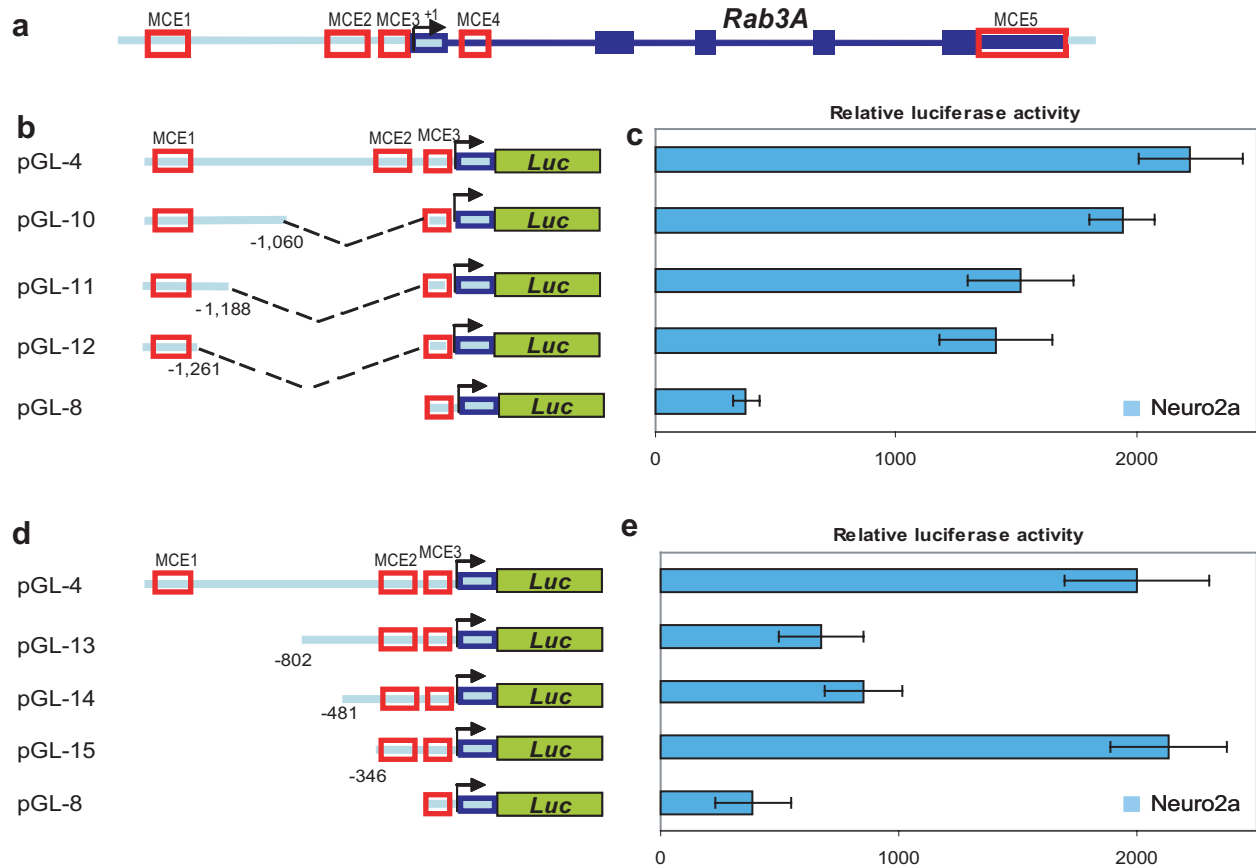 a
MCE1 MCE2 MCE3 +1 MCE4 Rab3A MCE5
b
MCE1 MCE2 MCE3
pGL-4 Luc
pGL-10 Luc
-1,060
pGL-11 Luc
-1,188
pGL-12 Luc
-1,261
pGL-8 Luc
c
Relative luciferase activity
Neuro2a
0 1000 2000
d
MCE1 MCE2 MCE3
pGL-4 Luc
pGL-13 Luc
-802
pGL-14 Luc
-481
pGL-15 Luc
-346
pGL-8 Luc
e
Relative luciferase activity
Neuro2a
0 1000 2000